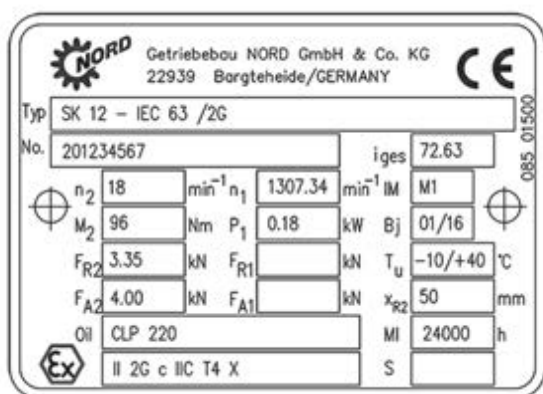 NORD Getriebebau NORD GmbH & Co. KG CE
22939 Bargteheide/GERMANY
Typ SK 12 - IEC 63 /2G
No. 201234567 iges 72.63
n2 18 min-1 n1 1307.34 min-1 IM M1
M2 96 Nm P1 0.18 kW Bj 01/16
FR2 3.35 kN FR1 kN Tu -10/+40 °C
FA2 4.00 kN FA1 kN xR2 50 mm
Oil CLP 220 MI 24000 h
Ex II 2G c IIC T4 X S
085 01500